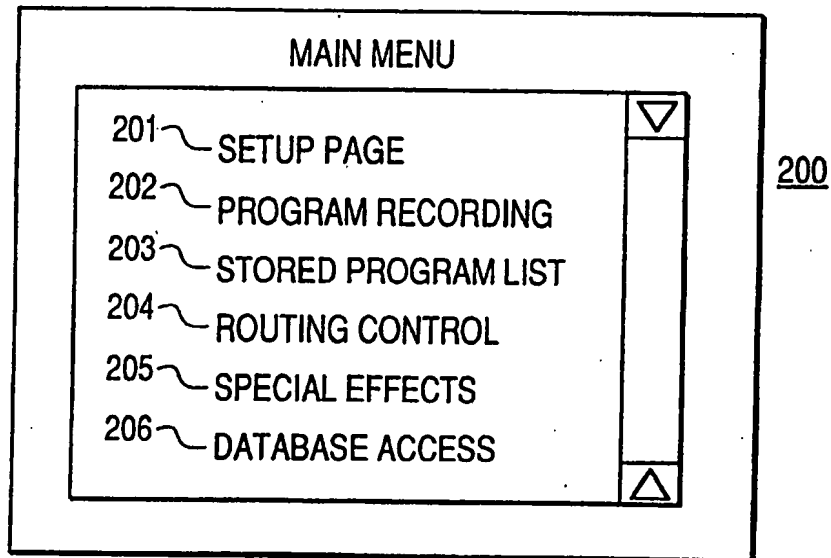 MAIN MENU
201 SETUP PAGE
200
202 PROGRAM RECORDING
203 STORED PROGRAM LIST
204 ROUTING CONTROL
205 SPECIAL EFFECTS
206 DATABASE ACCESS